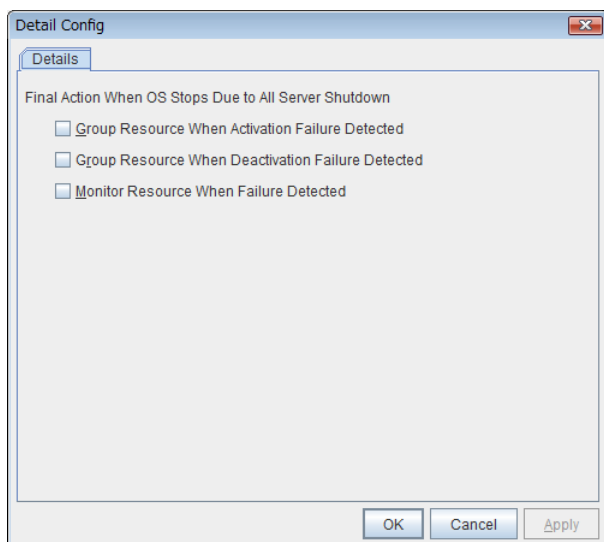 Detail Config
Details
Final Action When OS Stops Due to All Server Shutdown
Group Resource When Activation Failure Detected
Group Resource When Deactivation Failure Detected
Monitor Resource When Failure Detected
OK
Cancel
Apply